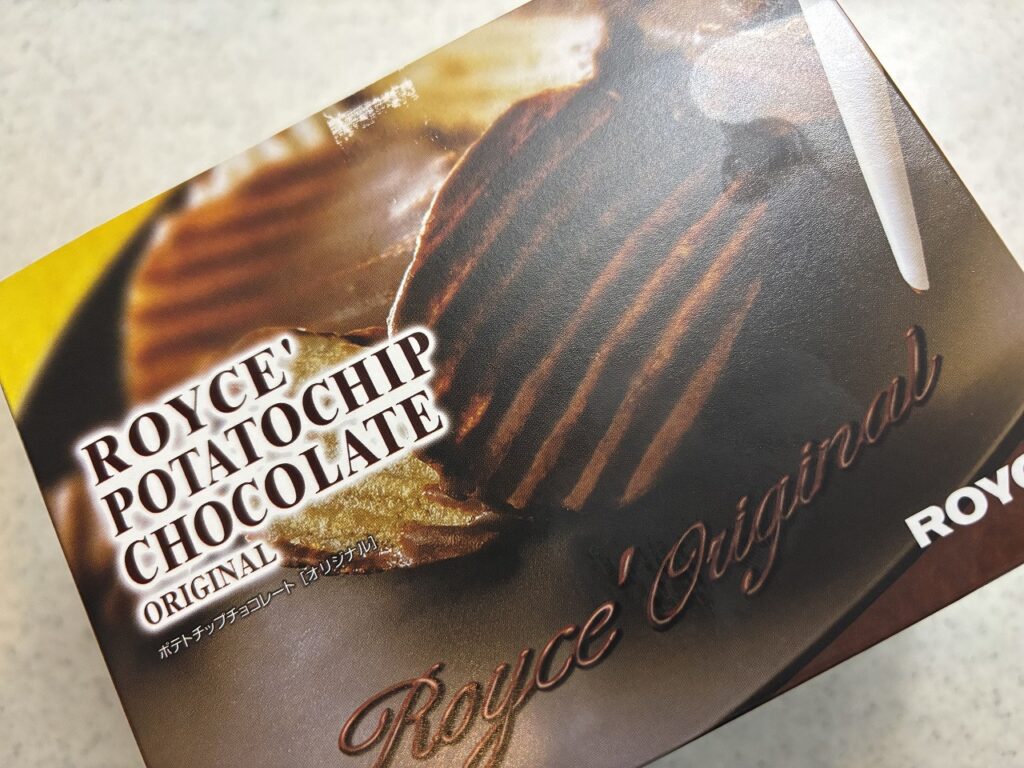 ROYCE'
POTATOCHIP
CHOCOLATE
ORIGINAL
ポテトチップチョコレート [オリジナル]
Royce' Original